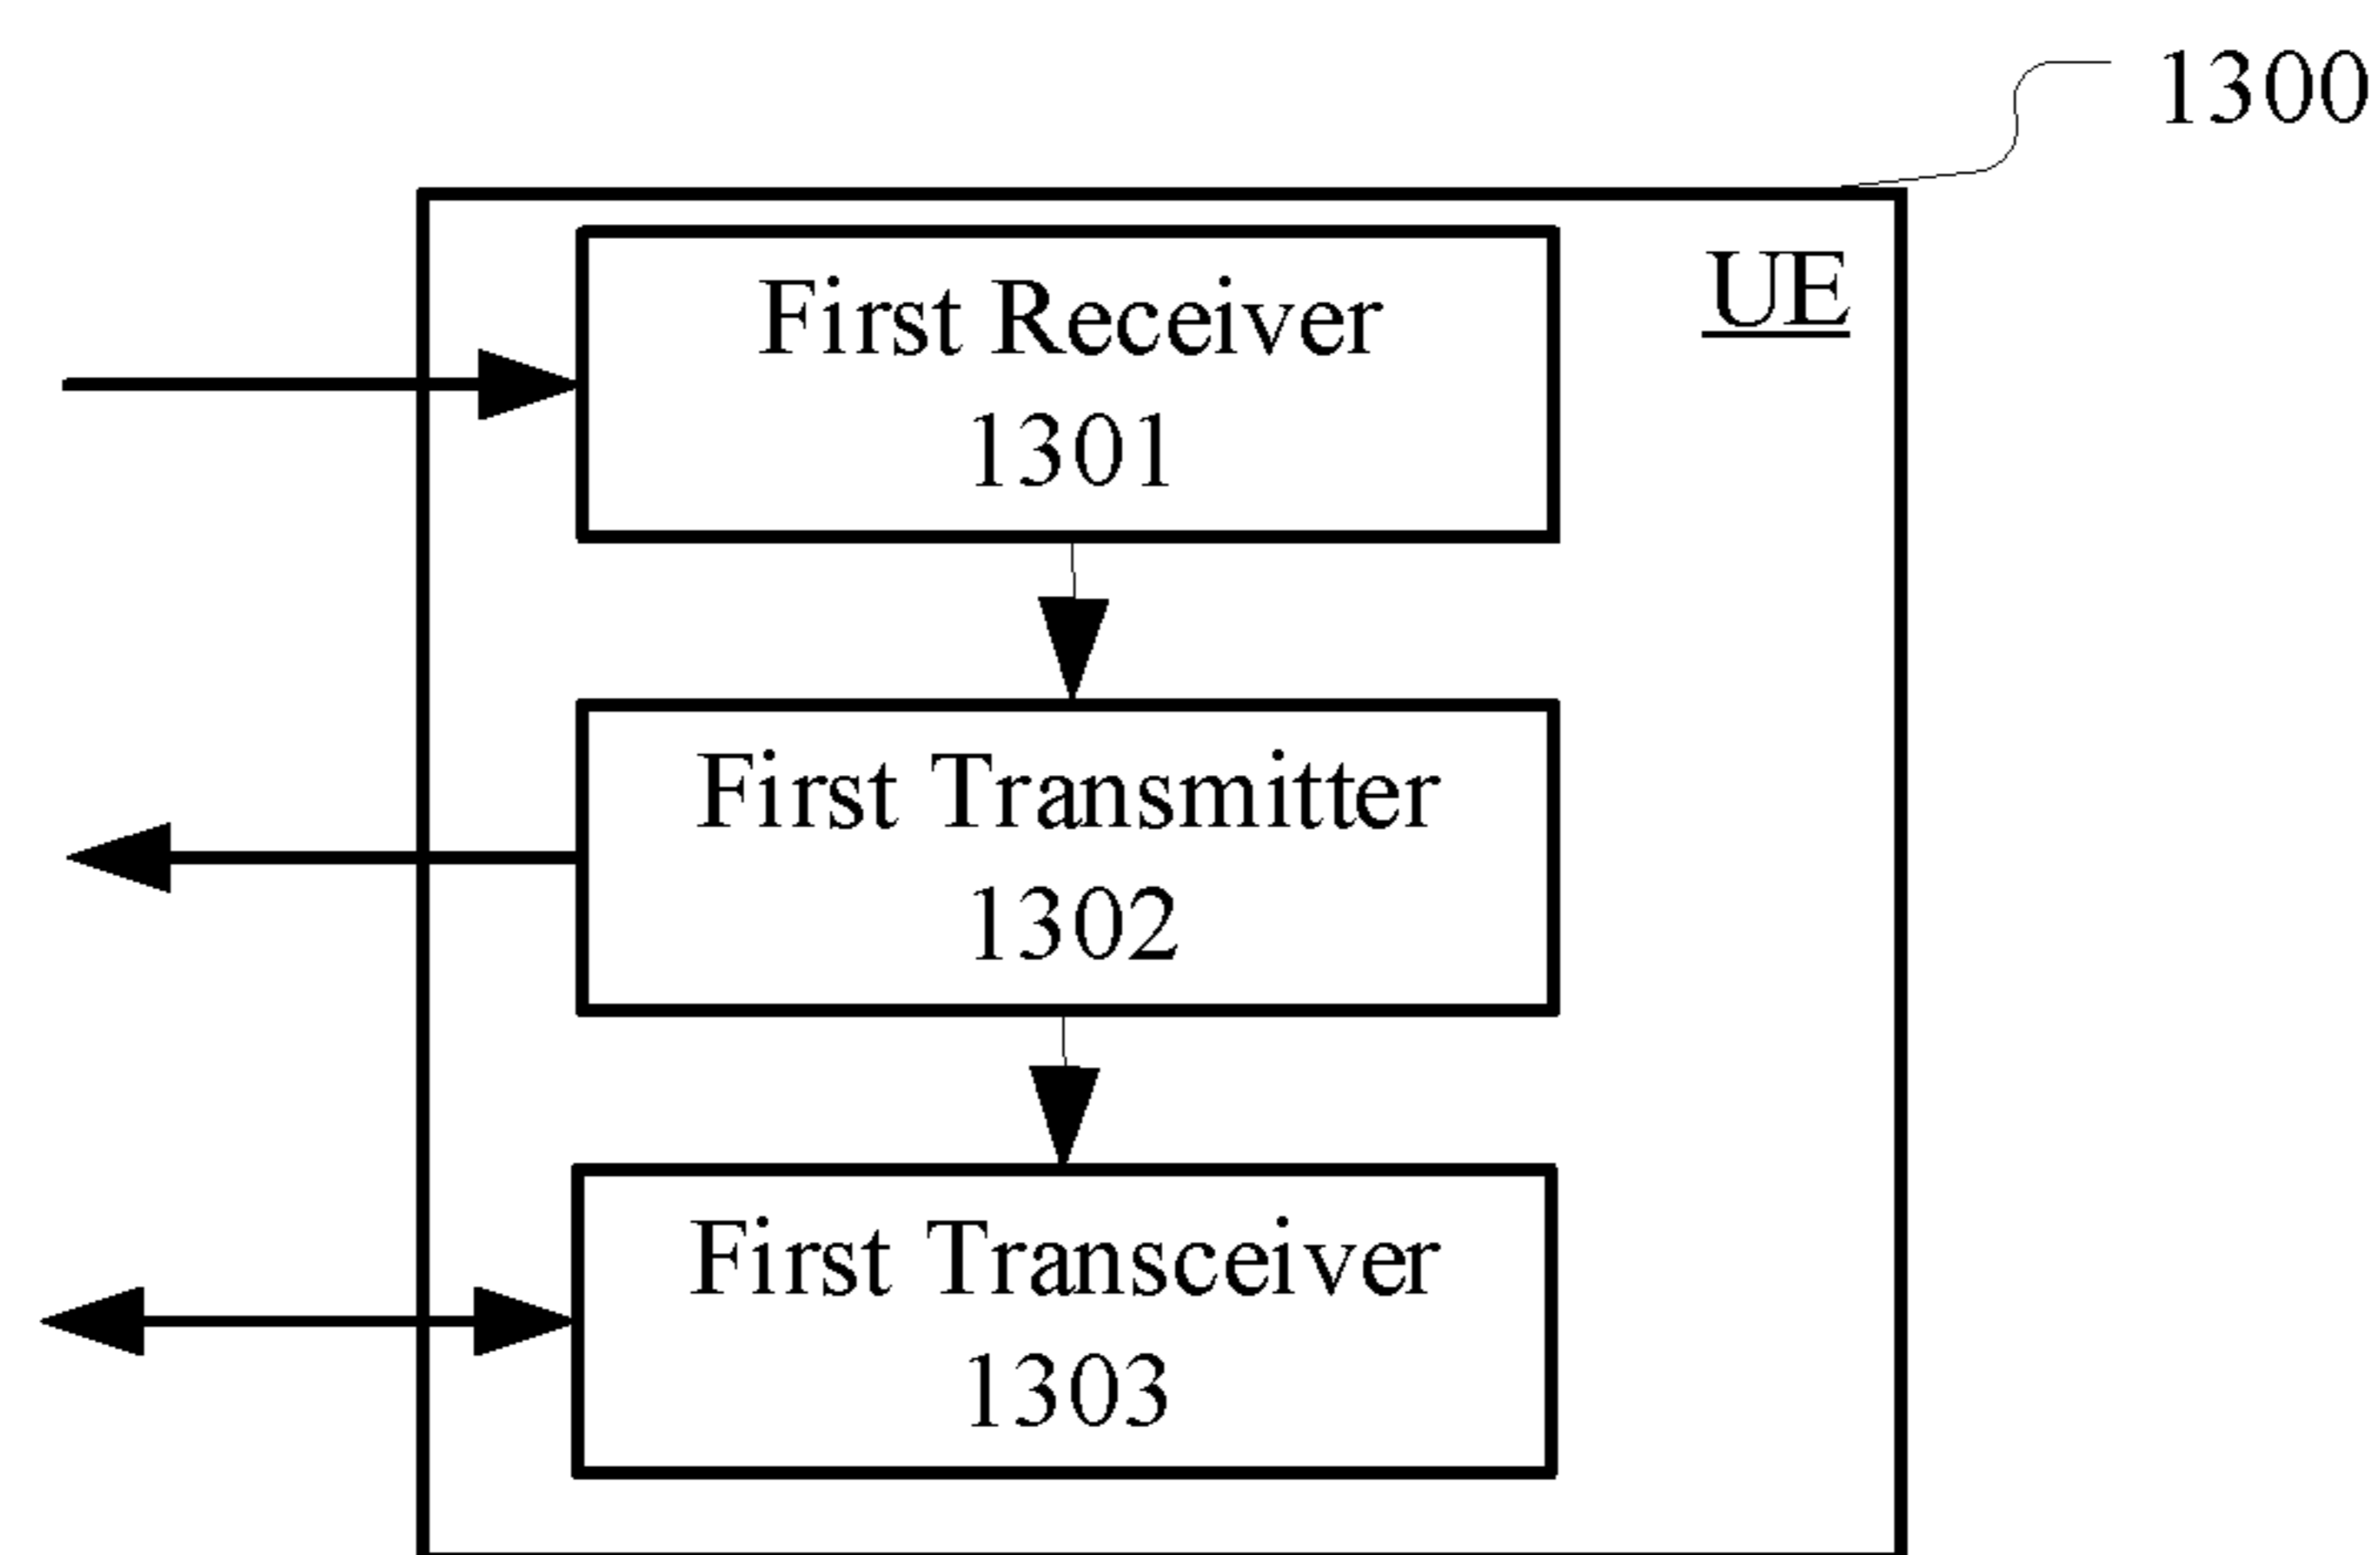 1300
UE
First Receiver
1301
First Transmitter
1302
First Transceiver
1303